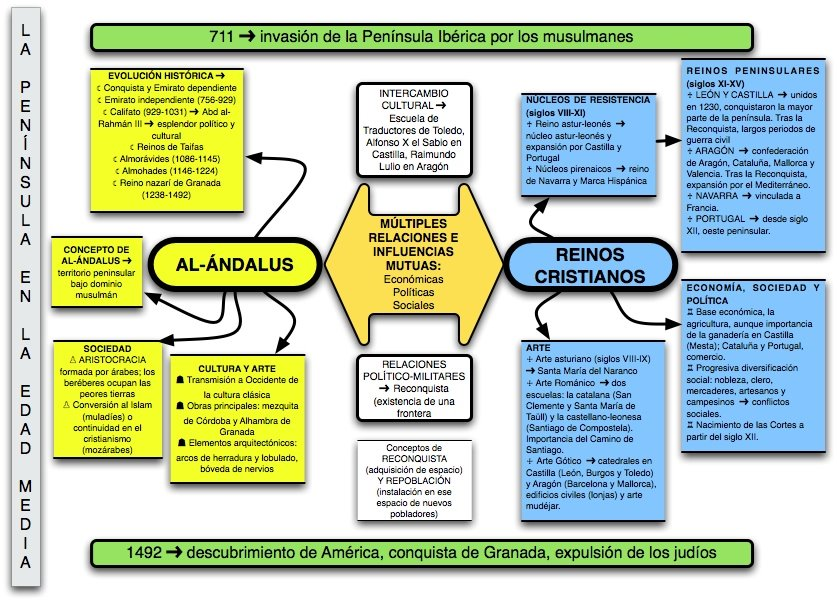 LA PENÍNSULA EN LA EDAD MEDIA
711 ➔ invasión de la Península Ibérica por los musulmanes
EVOLUCIÓN HISTÓRICA ➔
☾ Conquista y Emirato dependiente
☾ Emirato independiente (756-929)
☾ Califato (929-1031) ➔ Abd al-
Rahmán III ➔ esplendor político y
cultural
☾ Reinos de Taifas
☾ Almorávides (1086-1145)
☾ Almohades (1146-1224)
☾ Reino nazarí de Granada
(1238-1492)
CONCEPTO DE
AL-ÁNDALUS ➔
territorio peninsular
bajo dominio
musulmán
AL-ÁNDALUS
SOCIEDAD
♙ ARISTOCRACIA
formada por árabes; los
beréberes ocupan las
peores tierras
♙ Conversión al Islam
(muladíes) o
continuidad en el
cristianismo
(mozárabes)
CULTURA Y ARTE
☗ Transmisión a Occidente de
la cultura clásica
☗ Obras principales: mezquita
de Córdoba y Alhambra de
Granada
☗ Elementos arquitectónicos:
arcos de herradura y lobulado,
bóveda de nervios
INTERCAMBIO
CULTURAL ➔
Escuela de
Traductores de Toledo,
Alfonso X el Sabio en
Castilla, Raimundo
Lulio en Aragón
MÚLTIPLES
RELACIONES E
INFLUENCIAS
MUTUAS:
Económicas
Políticas
Sociales
RELACIONES
POLÍTICO-MILITARES
➔ Reconquista
(existencia de una
frontera
Conceptos de
RECONQUISTA
(adquisición de espacio)
Y REPOBLACIÓN
(instalación en ese
espacio de nuevos
pobladores)
REINOS
CRISTIANOS
NÚCLEOS DE RESISTENCIA
(siglos VIII-XI)
♱ Reino astur-leonés ➔
núcleo astur-leonés y
expansión por Castilla y
Portugal
♱ Núcleos pirenaicos ➔ reino
de Navarra y Marca Hispánica
REINOS PENINSULARES
(siglos XI-XV)
♱ LEÓN Y CASTILLA ➔ unidos
en 1230, conquistaron la mayor
parte de la península. Tras la
Reconquista, largos periodos de
guerra civil
♱ ARAGÓN ➔ confederación
de Aragón, Cataluña, Mallorca y
Valencia. Tras la Reconquista,
expansión por el Mediterráneo.
♱ NAVARRA ➔ vinculada a
Francia.
♱ PORTUGAL ➔ desde siglo
XII, oeste peninsular.
ECONOMÍA, SOCIEDAD Y
POLÍTICA
♖ Base económica, la
agricultura, aunque importancia
de la ganadería en Castilla
(Mesta); Cataluña y Portugal,
comercio.
♖ Progresiva diversificación
social: nobleza, clero,
mercaderes, artesanos y
campesinos ➔ conflictos
sociales.
♖ Nacimiento de las Cortes a
partir del siglo XII.
ARTE
♱ Arte asturiano (siglos VIII-IX)
➔ Santa María del Naranco
♱ Arte Románico ➔ dos
escuelas: la catalana (San
Clemente y Santa María de
Taüll) y la castellano-leonesa
(Santiago de Compostela).
Importancia del Camino de
Santiago.
♱ Arte Gótico ➔ catedrales en
Castilla (León, Burgos y Toledo)
y Aragón (Barcelona y Mallorca),
edificios civiles (lonjas) y arte
mudéjar.
1492 ➔ descubrimiento de América, conquista de Granada, expulsión de los judíos